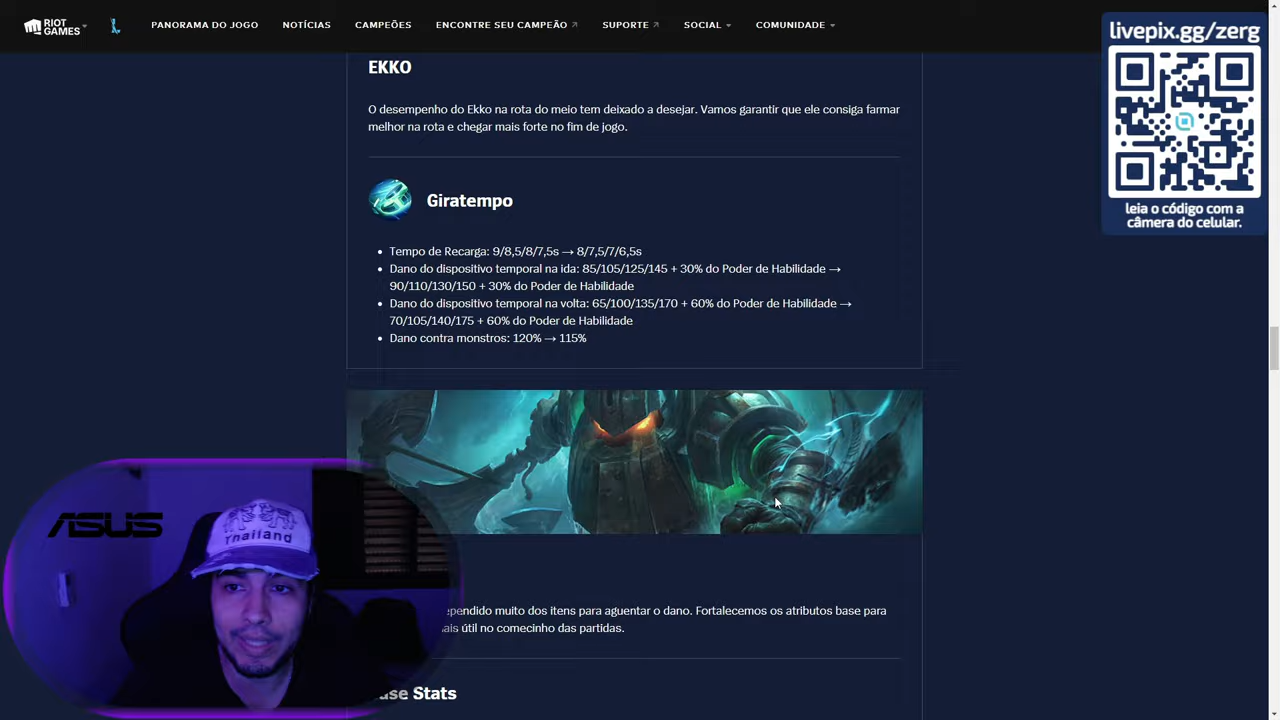 RIOT
GAMES
PANORAMA DO JOGO
NOTÍCIAS
CAMPEÕES
ENCONTRE SEU CAMPEÃO
SUPORTE
SOCIAL
COMUNIDADE
livepix.gg/zerg
leia o código com a
câmera do celular.
EKKO
O desempenho do Ekko na rota do meio tem deixado a desejar. Vamos garantir que ele consiga farmar
melhor na rota e chegar mais forte no fim de jogo.
Giratempo
• Tempo de Recarga: 9/8,5/8/7,5s → 8/7,5/7/6,5s
• Dano do dispositivo temporal na ida: 85/105/125/145 + 30% do Poder de Habilidade →
90/110/130/150 + 30% do Poder de Habilidade
• Dano do dispositivo temporal na volta: 65/100/135/170 + 60% do Poder de Habilidade →
70/105/140/175 + 60% do Poder de Habilidade
• Dano contra monstros: 120% → 115%
muito dos itens para aguentar o dano. Fortalecemos os atributos base para
útil no comecinho das partidas.
Stats
ASUS
Thailand